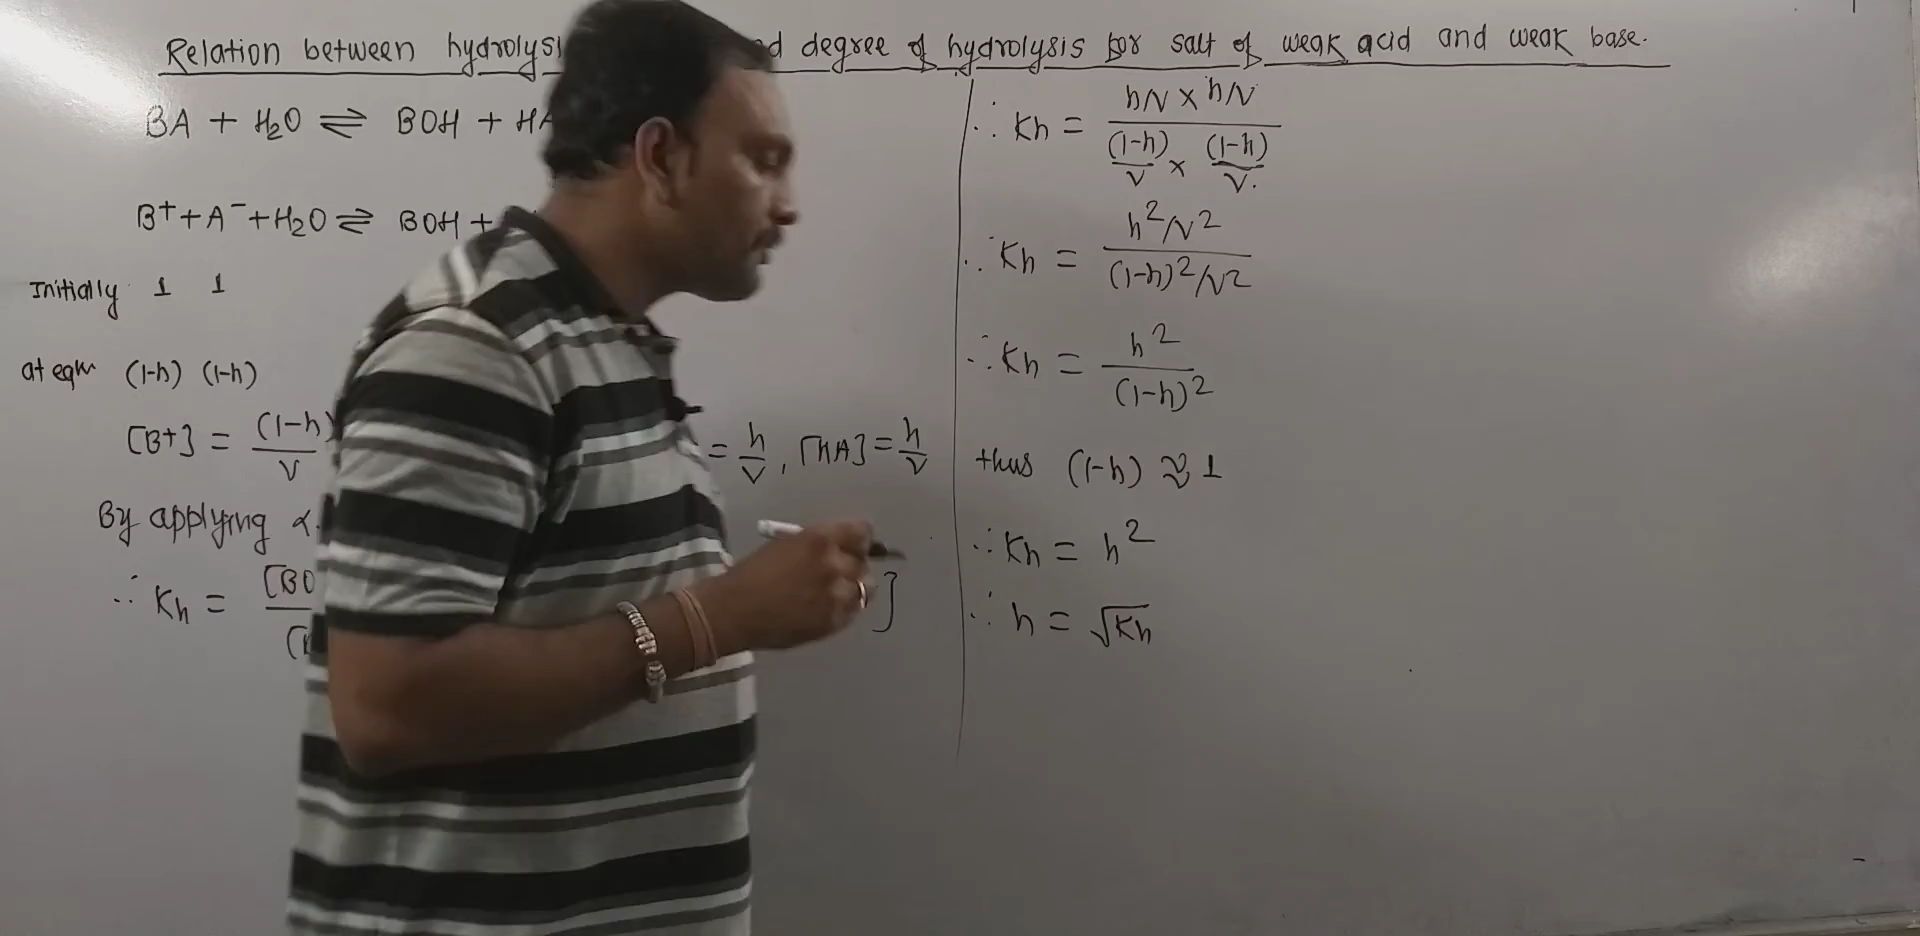 Relation between hydrolysi d degree of hydrolysis for salt of weak acid and weak base.
BA + H₂O ⇌ BOH + HA
B⁺ + A⁻ + H₂O ⇌ BOH +
Initially 1 1
at eqm (1-h) (1-h)
[B⁺] = (1-h)/V = h/V, [HA] = h/V
By applying
∴ Kh = [BO ]
∴ Kh = h/V × h/V / (1-h)/V × (1-h)/V.
∴ Kh = h²/V² / (1-h)²/V²
∴ Kh = h² / (1-h)²
thus (1-h) ≈ 1
∴ Kh = h²
∴ h = √Kh